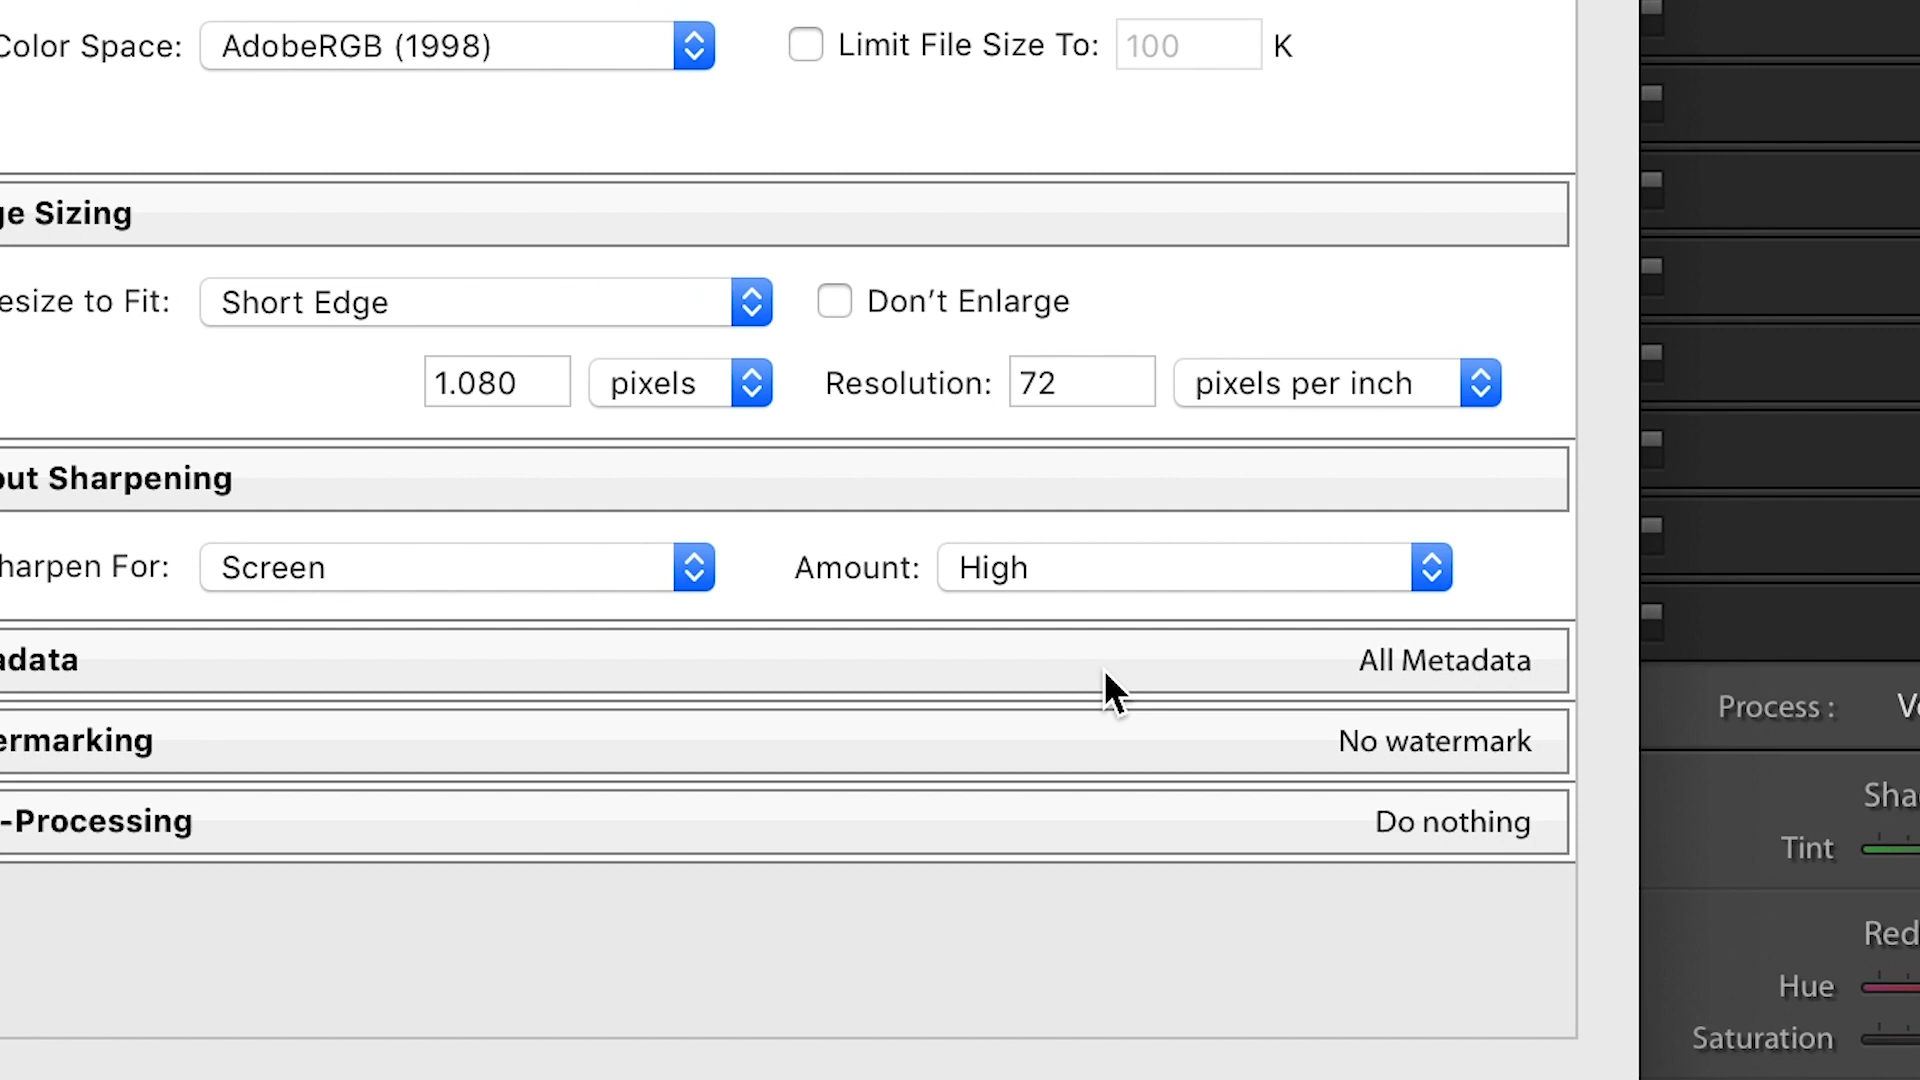 Color Space: AdobeRGB (1998) Limit File Size To: 100 K
ge Sizing
esize to Fit: Short Edge Don’t Enlarge
1.080 pixels Resolution: 72 pixels per inch
out Sharpening
harpen For: Screen Amount: High
adata All Metadata
ermarking No watermark
-Processing Do nothing
Process : Ve
Sha
Tint
Red
Hue
Saturation